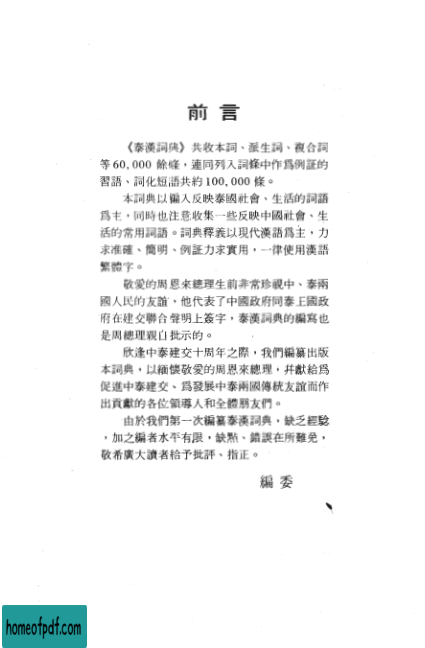 前言
《泰漢詞典》共收本詞、派生詞、複合詞
等60,000 餘條，連同列入詞條中作爲例証的
習語、詞化短語共約100,000 條。
本詞典以編入反映泰國社會、生活的詞語
爲主，同時也注意收集一些反映中國社會、生
活的常用詞語。詞典釋義以現代漢語爲主，力
求准確、簡明、例証力求實用，一律使用漢語
繁體字。
敬愛的周恩來總理生前非常珍視中、泰兩
國人民的友誼，他代表了中國政府同泰王國政
府在建交聯合聲明上簽字，泰漢詞典的編寫也
是周總理親自批示的。
欣逢中泰建交十周年之際，我們編纂出版
本詞典，以緬懷敬愛的周恩來總理，幷獻給爲
促進中泰建交、爲發展中泰兩國傳統友誼而作
出貢獻的各位領導人和全體朋友們。
由於我們第一次編纂泰漢詞典，缺乏經驗
，加之編者水平有限，缺點、錯誤在所難免，
敬希廣大讀者給予批評、指正。
編委
homeofpdf.com